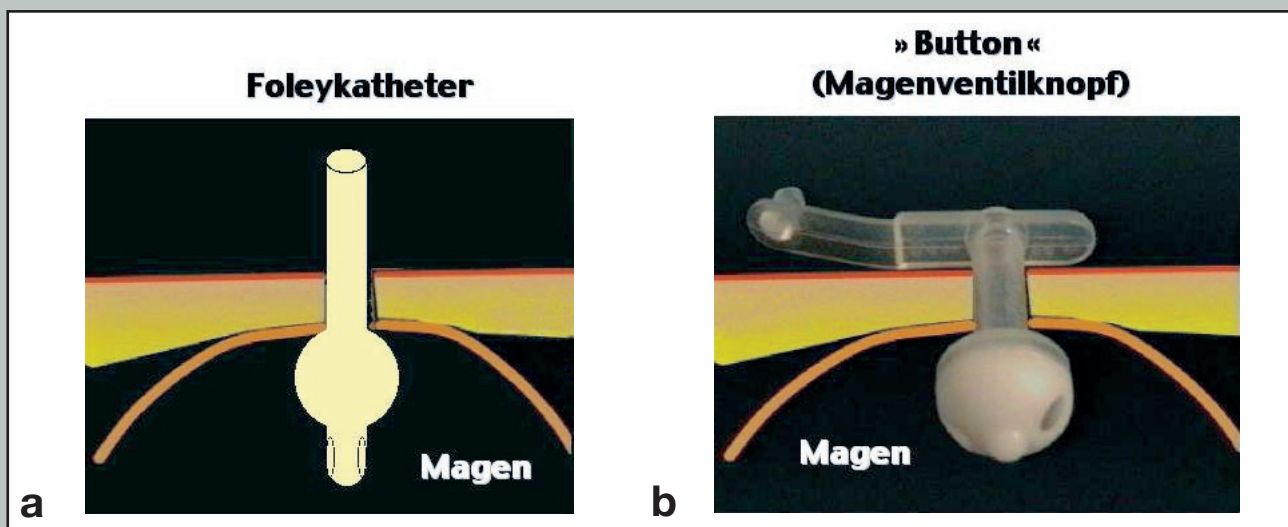 Foleykatheter
» Button «
(Magenventilknopf)
Magen
a
Magen
b